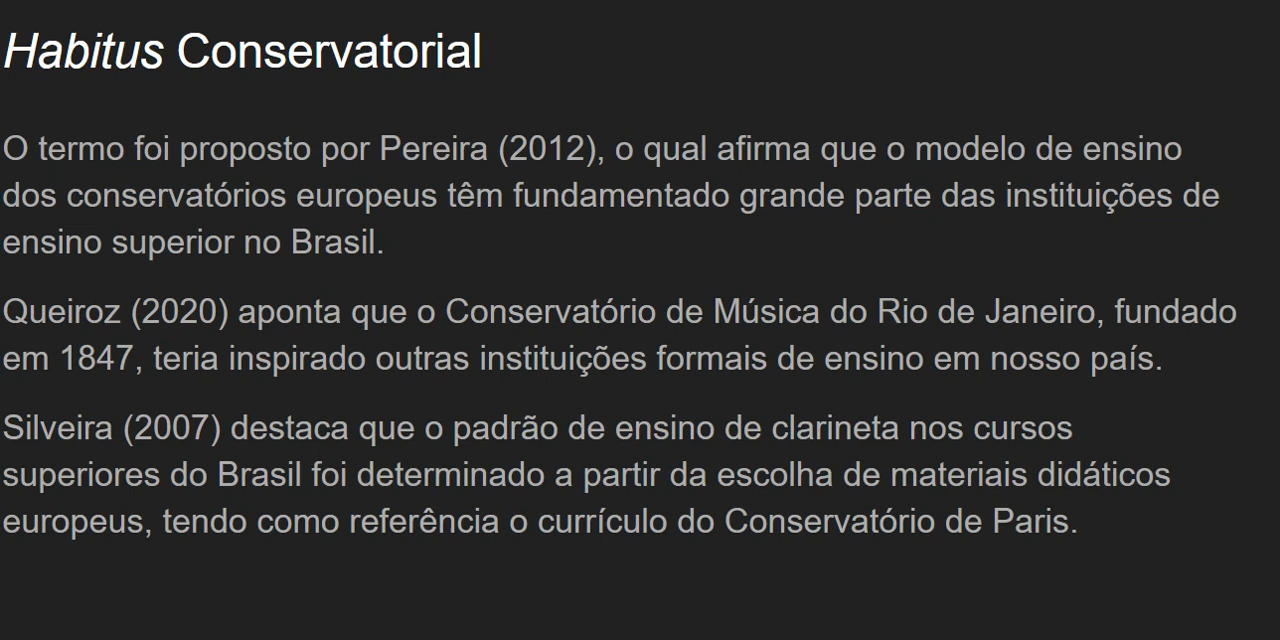 Habitus Conservatorial
O termo foi proposto por Pereira (2012), o qual afirma que o modelo de ensino
dos conservatórios europeus têm fundamentado grande parte das instituições de
ensino superior no Brasil.
Queiroz (2020) aponta que o Conservatório de Música do Rio de Janeiro, fundado
em 1847, teria inspirado outras instituições formais de ensino em nosso país.
Silveira (2007) destaca que o padrão de ensino de clarineta nos cursos
superiores do Brasil foi determinado a partir da escolha de materiais didáticos
europeus, tendo como referência o currículo do Conservatório de Paris.